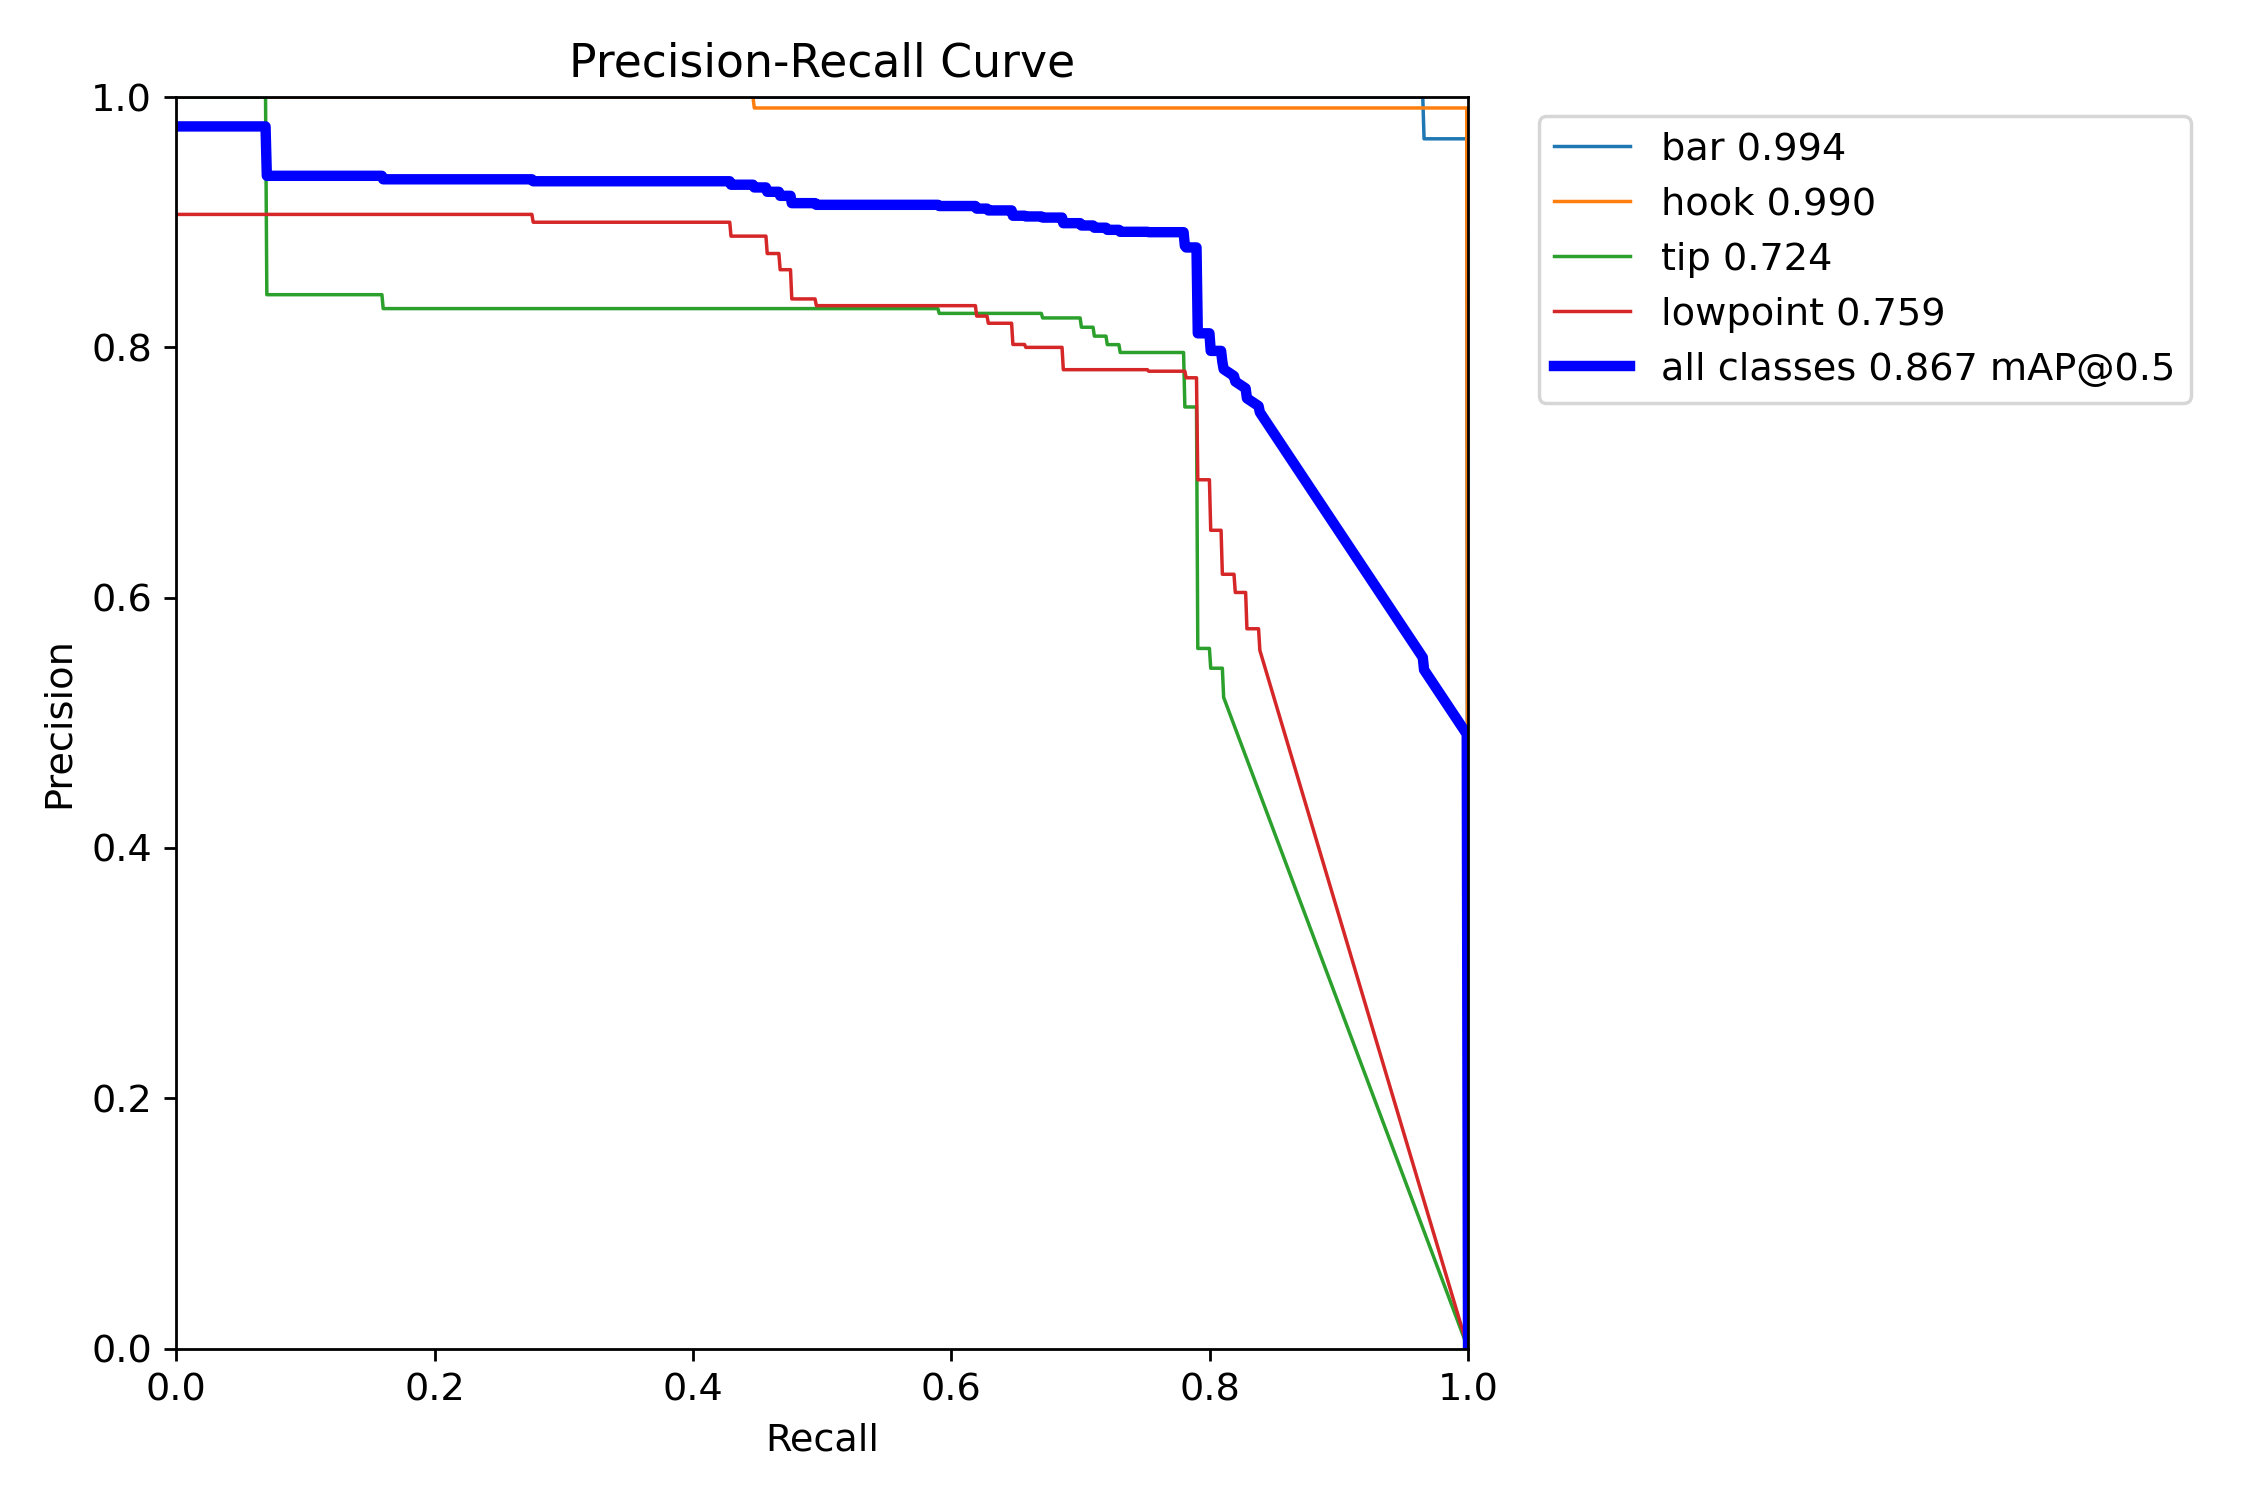 Precision-Recall Curve
1.0
0.8
0.6
0.4
0.2
0.0
Precision
0.0 0.2 0.4 0.6 0.8 1.0
Recall
bar 0.994
hook 0.990
tip 0.724
lowpoint 0.759
all classes 0.867 mAP@0.5